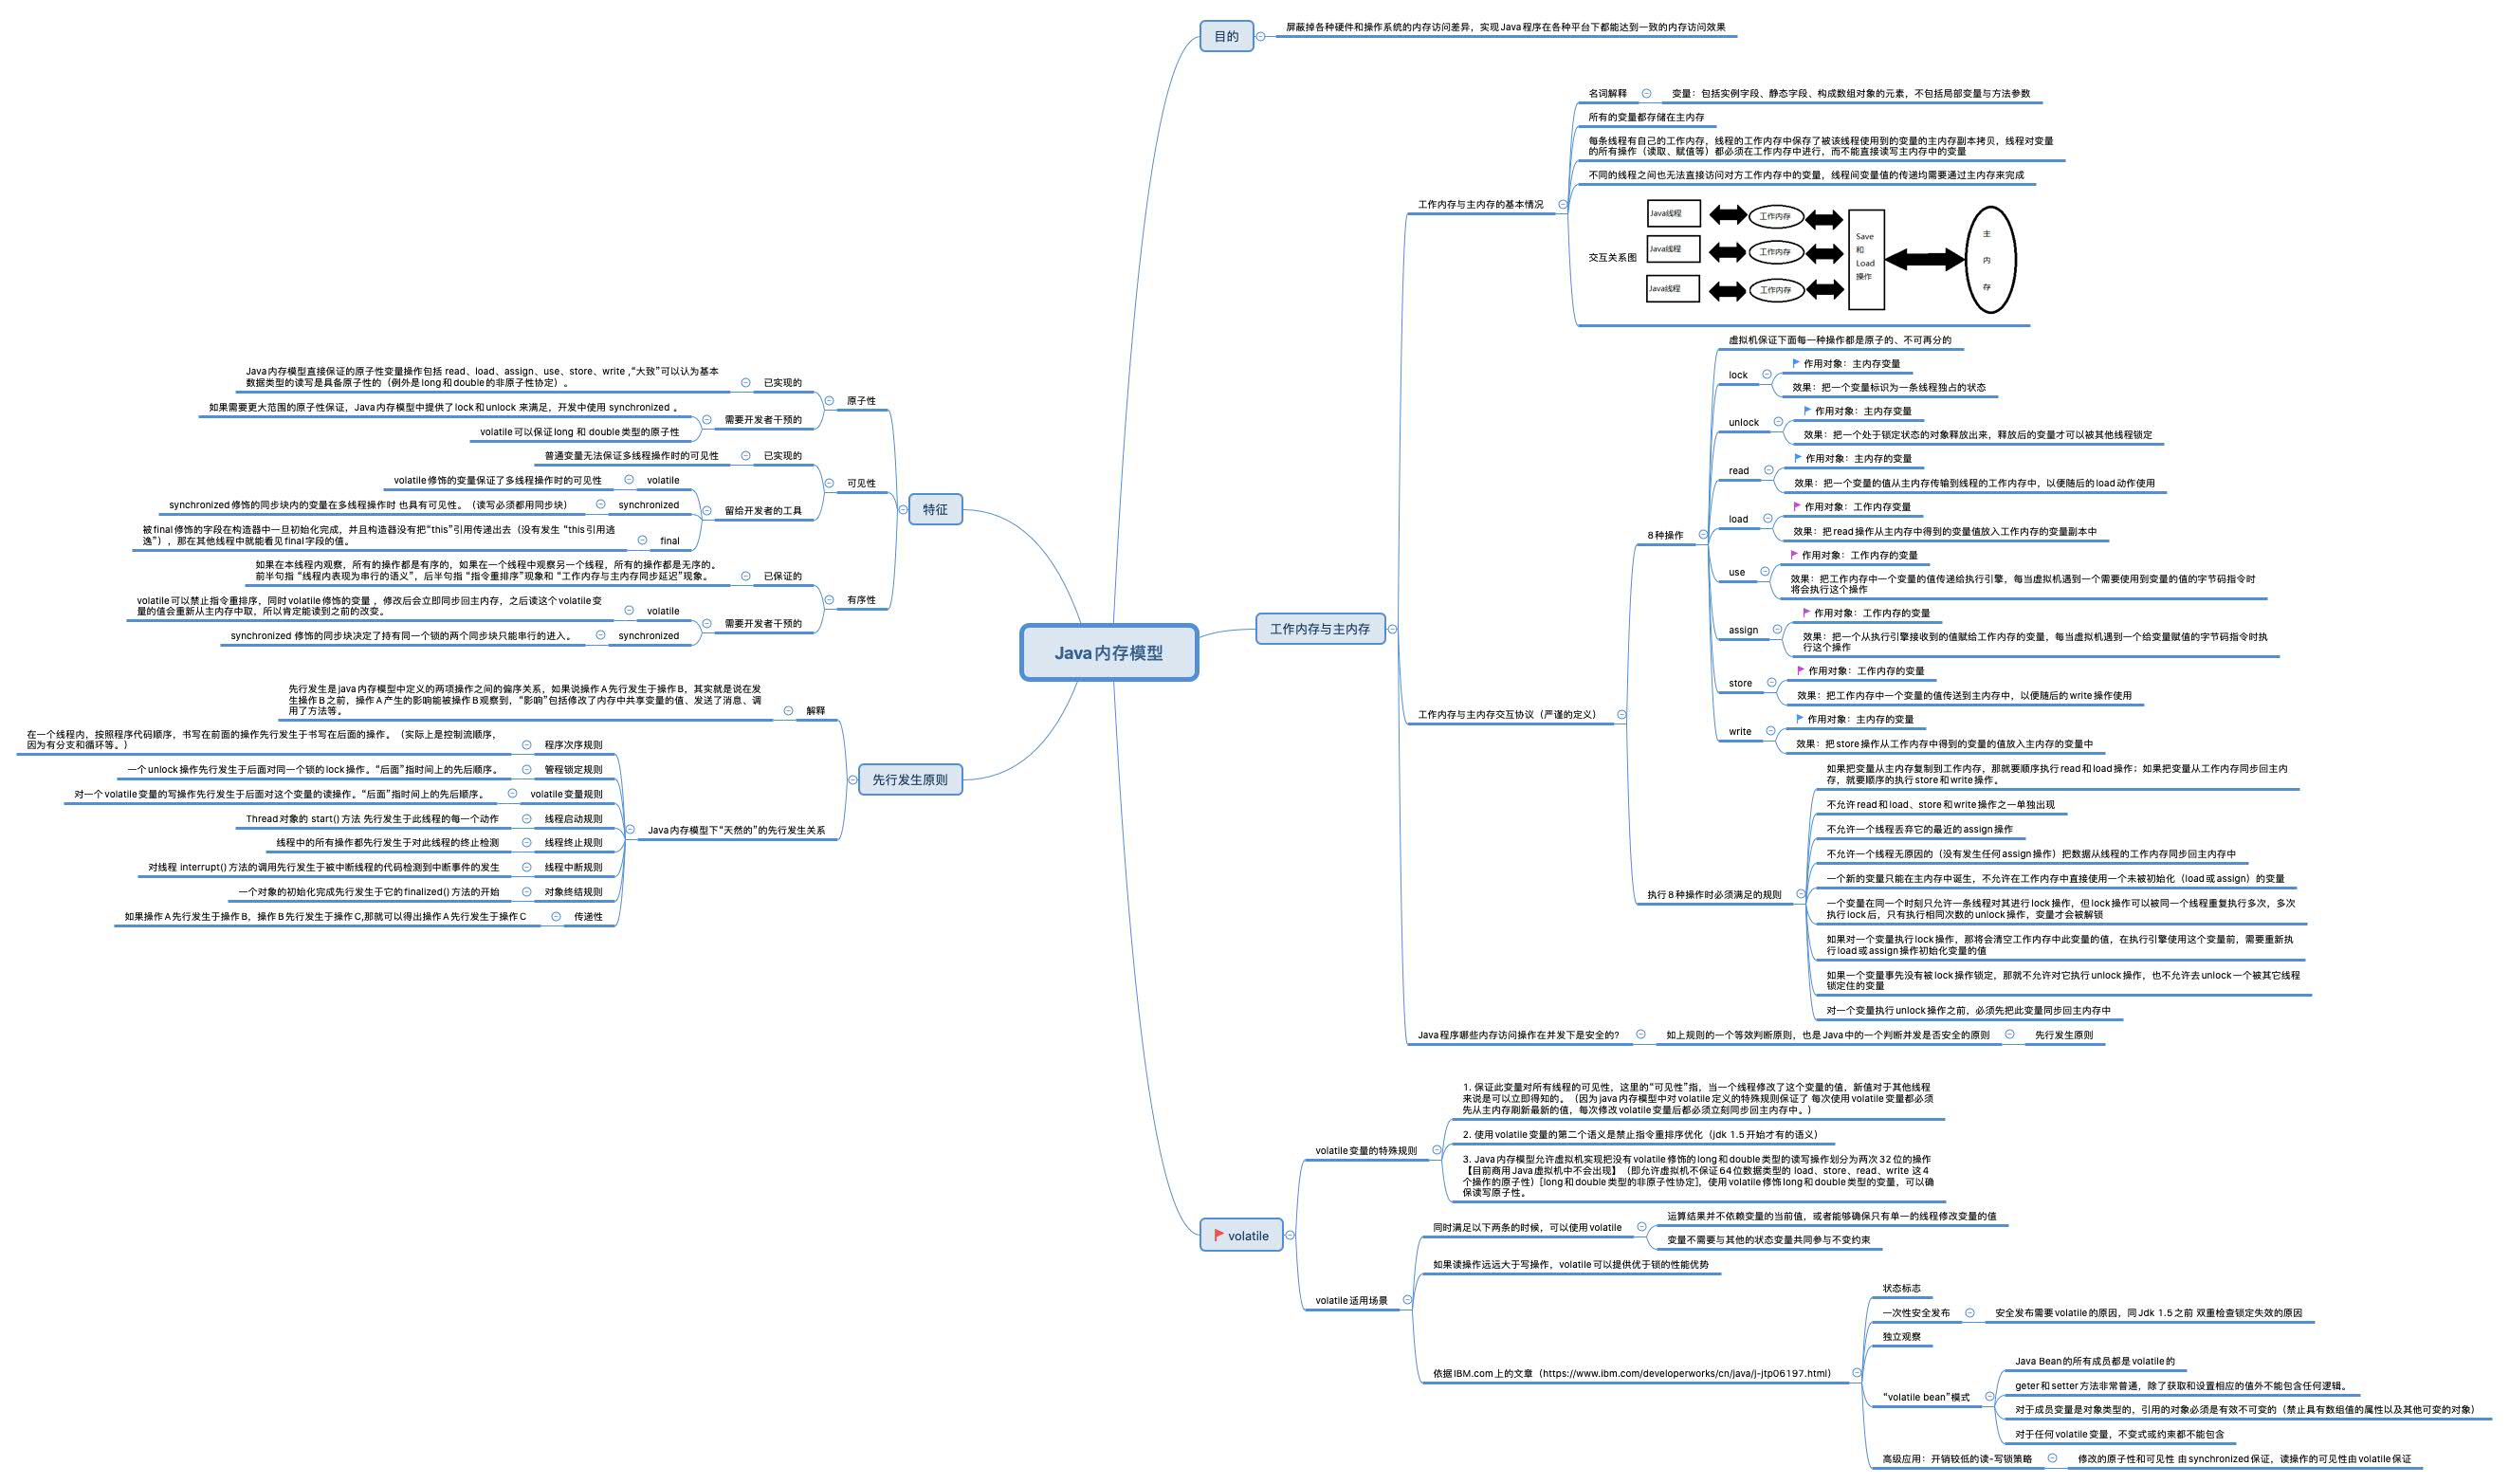 Java内存模型
目的
屏蔽掉各种硬件和操作系统的内存访问差异，实现Java程序在各种平台下都能达到一致的内存访问效果
工作内存与主内存
工作内存与主内存的基本情况
名词解释
变量：包括实例字段、静态字段、构成数组对象的元素，不包括局部变量与方法参数
所有的变量都存储在主内存
每条线程有自己的工作内存，线程的工作内存中保存了被该线程使用到的变量的主内存副本拷贝，线程对变量
的所有操作（读取、赋值等）都必须在工作内存中进行，而不能直接读写主内存中的变量
不同的线程之间也无法直接访问对方工作内存中的变量，线程间变量值的传递均需要通过主内存来完成
交互关系图
Java线程
工作内存
Java线程
工作内存
Java线程
工作内存
Save
和
Load
操作
主
内
存
工作内存与主内存交互协议（严谨的定义）
8种操作
虚拟机保证下面每一种操作都是原子的、不可再分的
lock
作用对象：主内存变量
效果：把一个变量标识为一条线程独占的状态
unlock
作用对象：主内存变量
效果：把一个处于锁定状态的对象释放出来，释放后的变量才可以被其他线程锁定
read
作用对象：主内存的变量
效果：把一个变量的值从主内存传输到线程的工作内存中，以便随后的load动作使用
load
作用对象：工作内存变量
效果：把read操作从主内存中得到的变量值放入工作内存的变量副本中
use
作用对象：工作内存的变量
效果：把工作内存中一个变量的值传递给执行引擎，每当虚拟机遇到一个需要使用到变量的值的字节码指令时
将会执行这个操作
assign
作用对象：工作内存的变量
效果：把一个从执行引擎接收到的值赋给工作内存的变量，每当虚拟机遇到一个给变量赋值的字节码指令时执
行这个操作
store
作用对象：工作内存的变量
效果：把工作内存中一个变量的值传送到主内存中，以便随后的write操作使用
write
作用对象：主内存的变量
效果：把store操作从工作内存中得到的变量的值放入主内存的变量中
执行8种操作时必须满足的规则
如果把变量从主内存复制到工作内存，那就要顺序执行read和load操作；如果把变量从工作内存同步回主内
存，就要顺序的执行store和write操作。
不允许read和load、store和write操作之一单独出现
不允许一个线程丢弃它的最近的assign操作
不允许一个线程无原因的（没有发生任何assign操作）把数据从线程的工作内存同步回主内存中
一个新的变量只能在主内存中诞生，不允许在工作内存中直接使用一个未被初始化（load或assign）的变量
一个变量在同一个时刻只允许一条线程对其进行lock操作，但lock操作可以被同一个线程重复执行多次，多次
执行lock后，只有执行相同次数的unlock操作，变量才会被解锁
如果对一个变量执行lock操作，那将会清空工作内存中此变量的值，在执行引擎使用这个变量前，需要重新执
行load或assign操作初始化变量的值
如果一个变量事先没有被lock操作锁定，那就不允许对它执行unlock操作，也不允许去unlock一个被其它线程
锁定住的变量
对一个变量执行unlock操作之前，必须先把此变量同步回主内存中
Java程序哪些内存访问操作在并发下是安全的？
如上规则的一个等效判断原则，也是Java中的一个判断并发是否安全的原则
先行发生原则
volatile
volatile变量的特殊规则
1. 保证此变量对所有线程的可见性，这里的“可见性”指，当一个线程修改了这个变量的值，新值对于其他线程
来说是可以立即得知的。（因为java内存模型中对volatile定义的特殊规则保证了 每次使用volatile变量都必须
先从主内存刷新最新的值，每次修改volatile变量后都必须立刻同步回主内存中。）
2. 使用volatile变量的第二个语义是禁止指令重排序优化（jdk 1.5开始才有的语义）
3. Java内存模型允许虚拟机实现把没有volatile修饰的long和double类型的读写操作划分为两次32位的操作
【目前商用Java虚拟机中不会出现】（即允许虚拟机不保证64位数据类型的 load、store、read、write 这4
个操作的原子性）[long和double类型的非原子性协定]，使用volatile修饰long和double类型的变量，可以确
保读写原子性。
volatile适用场景
同时满足以下两条的时候，可以使用volatile
运算结果并不依赖变量的当前值，或者能够确保只有单一的线程修改变量的值
变量不需要与其他的状态变量共同参与不变约束
如果读操作远远大于写操作，volatile可以提供优于锁的性能优势
依据IBM.com上的文章（https://www.ibm.com/developerworks/cn/java/j-jtp06197.html）
状态标志
一次性安全发布
安全发布需要volatile的原因，同Jdk 1.5之前 双重检查锁定失效的原因
独立观察
“volatile bean”模式
Java Bean的所有成员都是volatile的
geter和setter方法非常普通，除了获取和设置相应的值外不能包含任何逻辑。
对于成员变量是对象类型的，引用的对象必须是有效不可变的（禁止具有数组值的属性以及其他可变的对象）
对于任何volatile变量，不变式或约束都不能包含
高级应用：开销较低的读-写锁策略
修改的原子性和可见性 由synchronized保证，读操作的可见性由volatile保证
特征
原子性
已实现的
Java内存模型直接保证的原子性变量操作包括 read、load、assign、use、store、write ,“大致”可以认为基本
数据类型的读写是具备原子性的（例外是long和double的非原子性协定）。
需要开发者干预的
如果需要更大范围的原子性保证，Java内存模型中提供了lock和unlock 来满足，开发中使用 synchronized 。
volatile可以保证long 和 double类型的原子性
可见性
已实现的
普通变量无法保证多线程操作时的可见性
留给开发者的工具
volatile
volatile修饰的变量保证了多线程操作时的可见性
synchronized
synchronized修饰的同步块内的变量在多线程操作时 也具有可见性。（读写必须都用同步块）
final
被final修饰的字段在构造器中一旦初始化完成，并且构造器没有把“this”引用传递出去（没有发生 “this引用逃
逸”），那在其他线程中就能看见final字段的值。
有序性
已保证的
如果在本线程内观察，所有的操作都是有序的，如果在一个线程中观察另一个线程，所有的操作都是无序的。
前半句指 “线程内表现为串行的语义”，后半句指 “指令重排序”现象和 “工作内存与主内存同步延迟”现象。
需要开发者干预的
volatile
volatile可以禁止指令重排序，同时volatile修饰的变量 ，修改后会立即同步回主内存，之后读这个volatile变
量的值会重新从主内存中取，所以肯定能读到之前的改变。
synchronized
synchronized 修饰的同步块决定了持有同一个锁的两个同步块只能串行的进入。
先行发生原则
解释
先行发生是java内存模型中定义的两项操作之间的偏序关系，如果说操作A先行发生于操作B，其实就是说在发
生操作B之前，操作A产生的影响能被操作B观察到，“影响”包括修改了内存中共享变量的值、发送了消息、调
用了方法等。
Java内存模型下“天然的”的先行发生关系
程序次序规则
在一个线程内，按照程序代码顺序，书写在前面的操作先行发生于书写在后面的操作。（实际上是控制流顺序，
因为有分支和循环等。）
管程锁定规则
一个unlock操作先行发生于后面对同一个锁的lock操作。“后面”指时间上的先后顺序。
volatile变量规则
对一个volatile变量的写操作先行发生于后面对这个变量的读操作。“后面”指时间上的先后顺序。
线程启动规则
Thread对象的 start()方法 先行发生于此线程的每一个动作
线程终止规则
线程中的所有操作都先行发生于对此线程的终止检测
线程中断规则
对线程 interrupt()方法的调用先行发生于被中断线程的代码检测到中断事件的发生
对象终结规则
一个对象的初始化完成先行发生于它的finalized()方法的开始
传递性
如果操作A先行发生于操作B，操作B先行发生于操作C,那就可以得出操作A先行发生于操作C